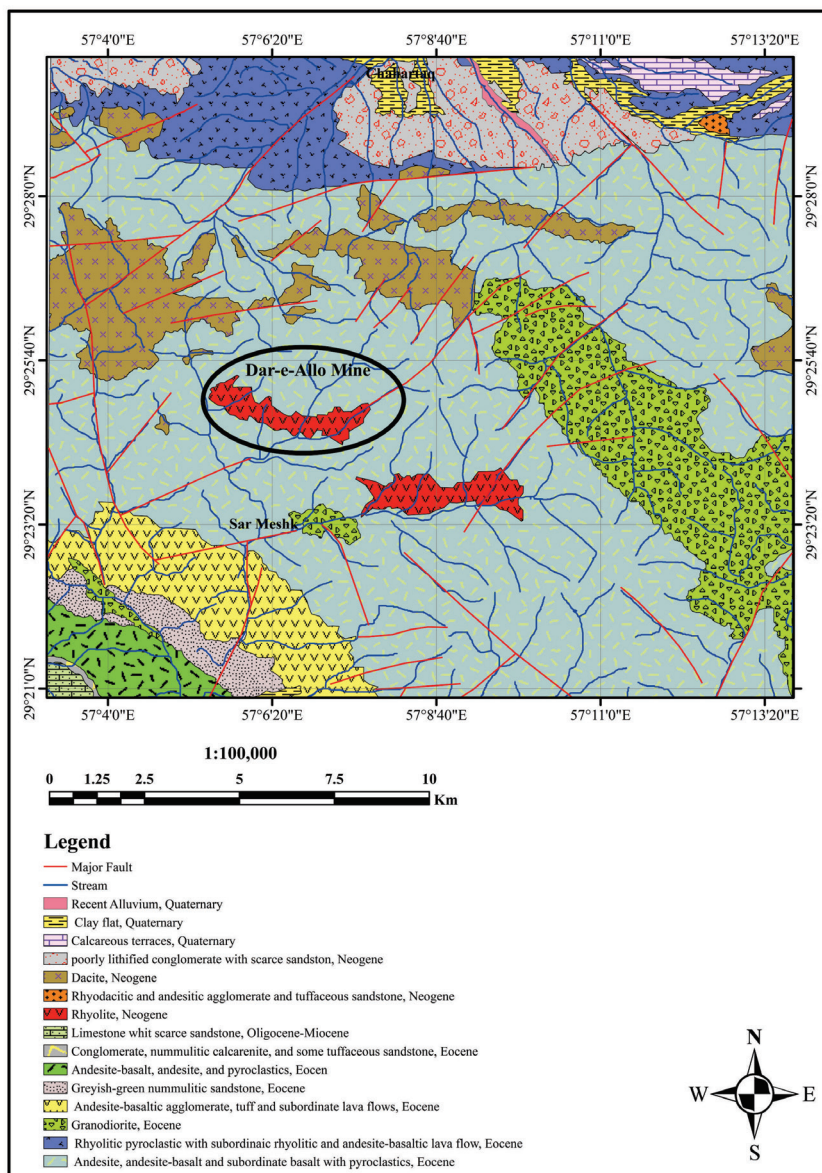 57°4'0"E 57°6'20"E 57°8'40"E 57°11'0"E 57°13'20"E
Chahartaq
29°28'0"N 29°28'0"N
29°25'40"N 29°25'40"N
Dar-e-Allo Mine
29°23'20"N 29°23'20"N
Sar Meshk
29°21'0"N 29°21'0"N
57°4'0"E 57°6'20"E 57°8'40"E 57°11'0"E 57°13'20"E
1:100,000
0 1.25 2.5 5 7.5 10
Km
Legend
Major Fault
Stream
Recent Alluvium, Quaternary
Clay flat, Quaternary
Calcareous terraces, Quaternary
poorly lithified conglomerate with scarce sandston, Neogene
Dacite, Neogene
Rhyodacitic and andesitic agglomerate and tuffaceous sandstone, Neogene
Rhyolite, Neogene
Limestone whit scarce sandstone, Oligocene-Miocene
Conglomerate, nummulitic calcarenite, and some tuffaceous sandstone, Eocene
Andesite-basalt, andesite, and pyroclastics, Eocen
Greyish-green nummulitic sandstone, Eocene
Andesite-basaltic agglomerate, tuff and subordinate lava flows, Eocene
Granodiorite, Eocene
Rhyolitic pyroclastic with subordinaic rhyolitic and andesite-basaltic lava flow, Eocene
Andesite, andesite-basalt and subordinate basalt with pyroclastics, Eocene
N
W E
S